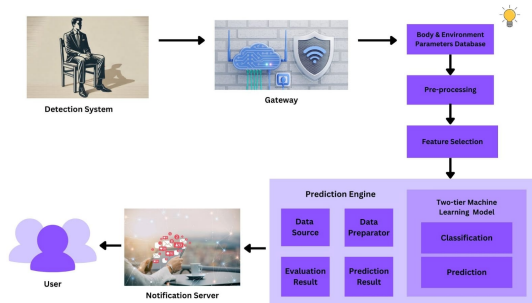 Detection System
Gateway
Body & Environment
Parameters Database
Pre-processing
Feature Selection
Prediction Engine
Data
Source
Data
Preparator
Evaluation
Result
Prediction
Result
Two-tier Machine
Learning Model
Classification
Prediction
Notification Server
User